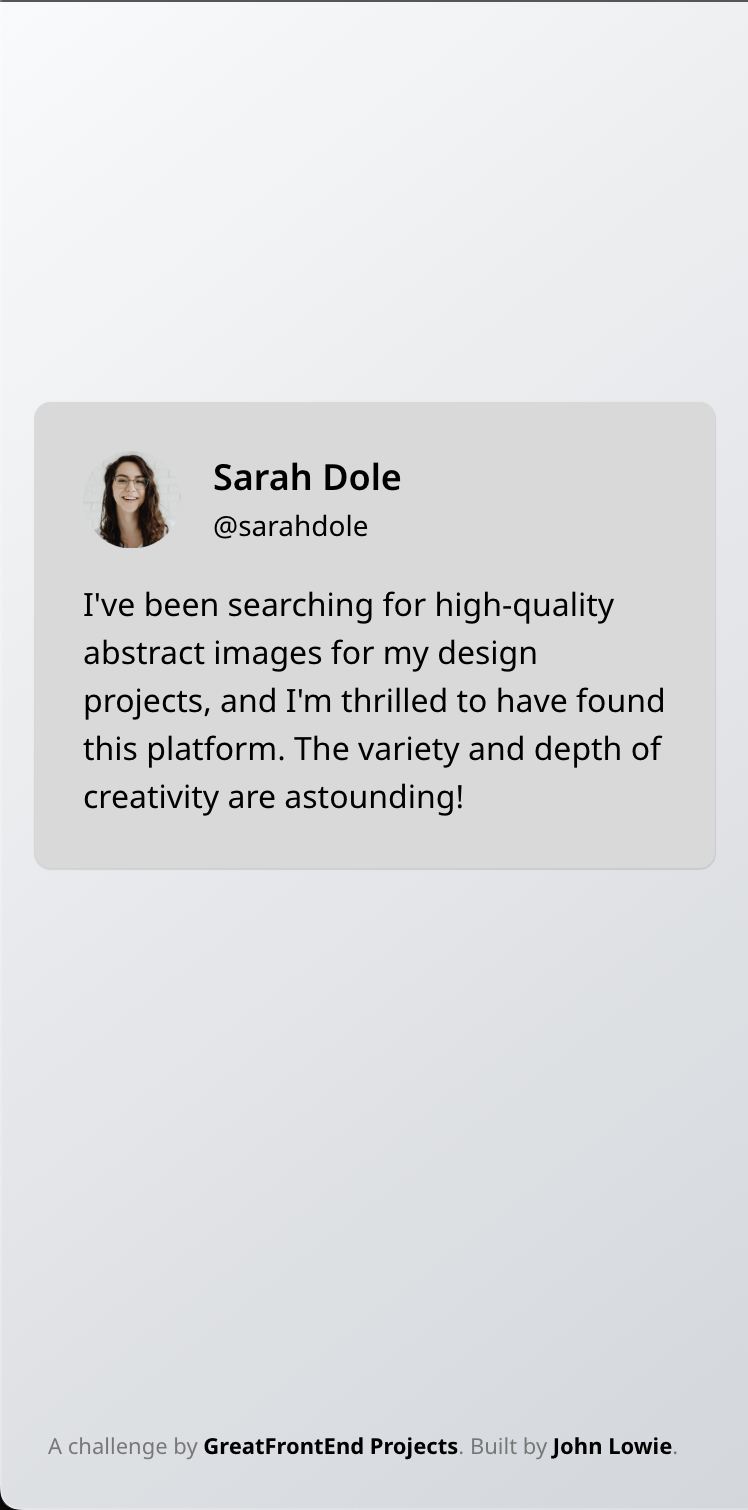 Sarah Dole
@sarahdole
I've been searching for high-quality
abstract images for my design
projects, and I'm thrilled to have found
this platform. The variety and depth of
creativity are astounding!
A challenge by GreatFrontEnd Projects. Built by John Lowie.